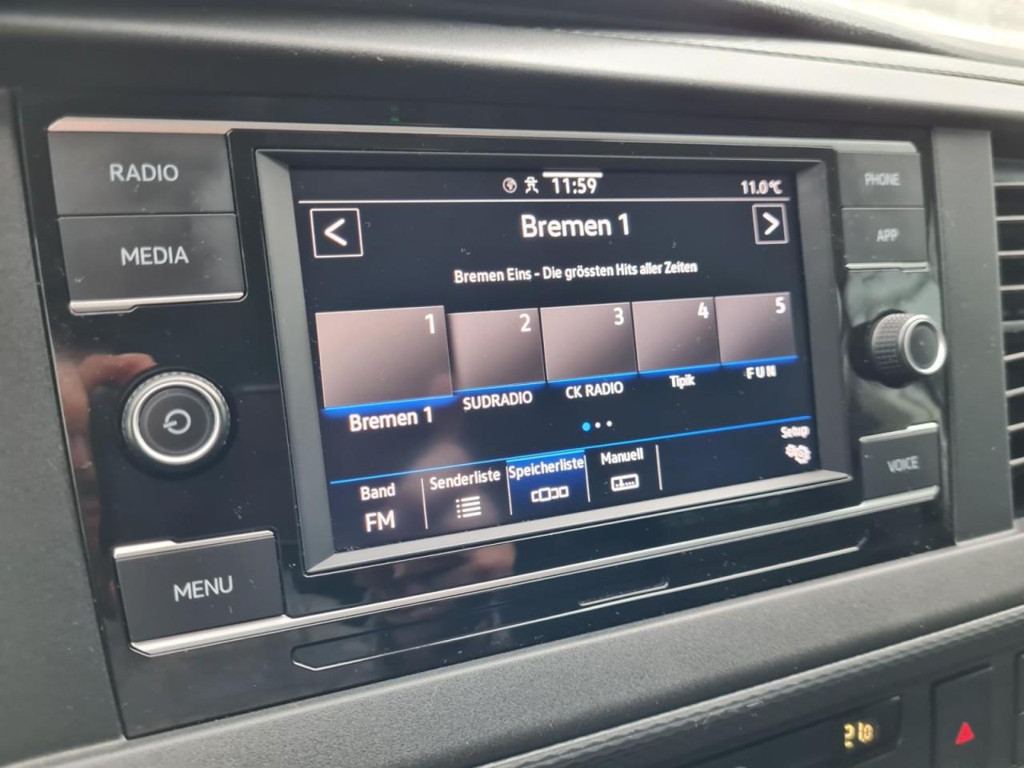 RADIO
MEDIA
MENU
11:59
11.0°C
Bremen 1
Bremen Eins - Die grössten Hits aller Zeiten
1
2
3
4
5
Bremen 1
SUDRADIO
CK RADIO
Tipik
F U N
Band
FM
Senderliste
Speicherliste
Manuell
Setup
PHONE
APP
VOICE